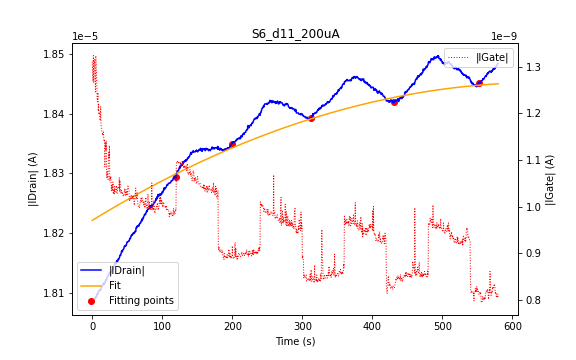 S6_d11_200uA
1e−5
1e−9
|IGate|
1.85
1.84
1.83
1.82
1.81
|IDrain| (A)
1.3
1.2
1.1
1.0
0.9
0.8
|IGate| (A)
|IDrain|
Fit
Fitting points
0
100
200
300
400
500
600
Time (s)